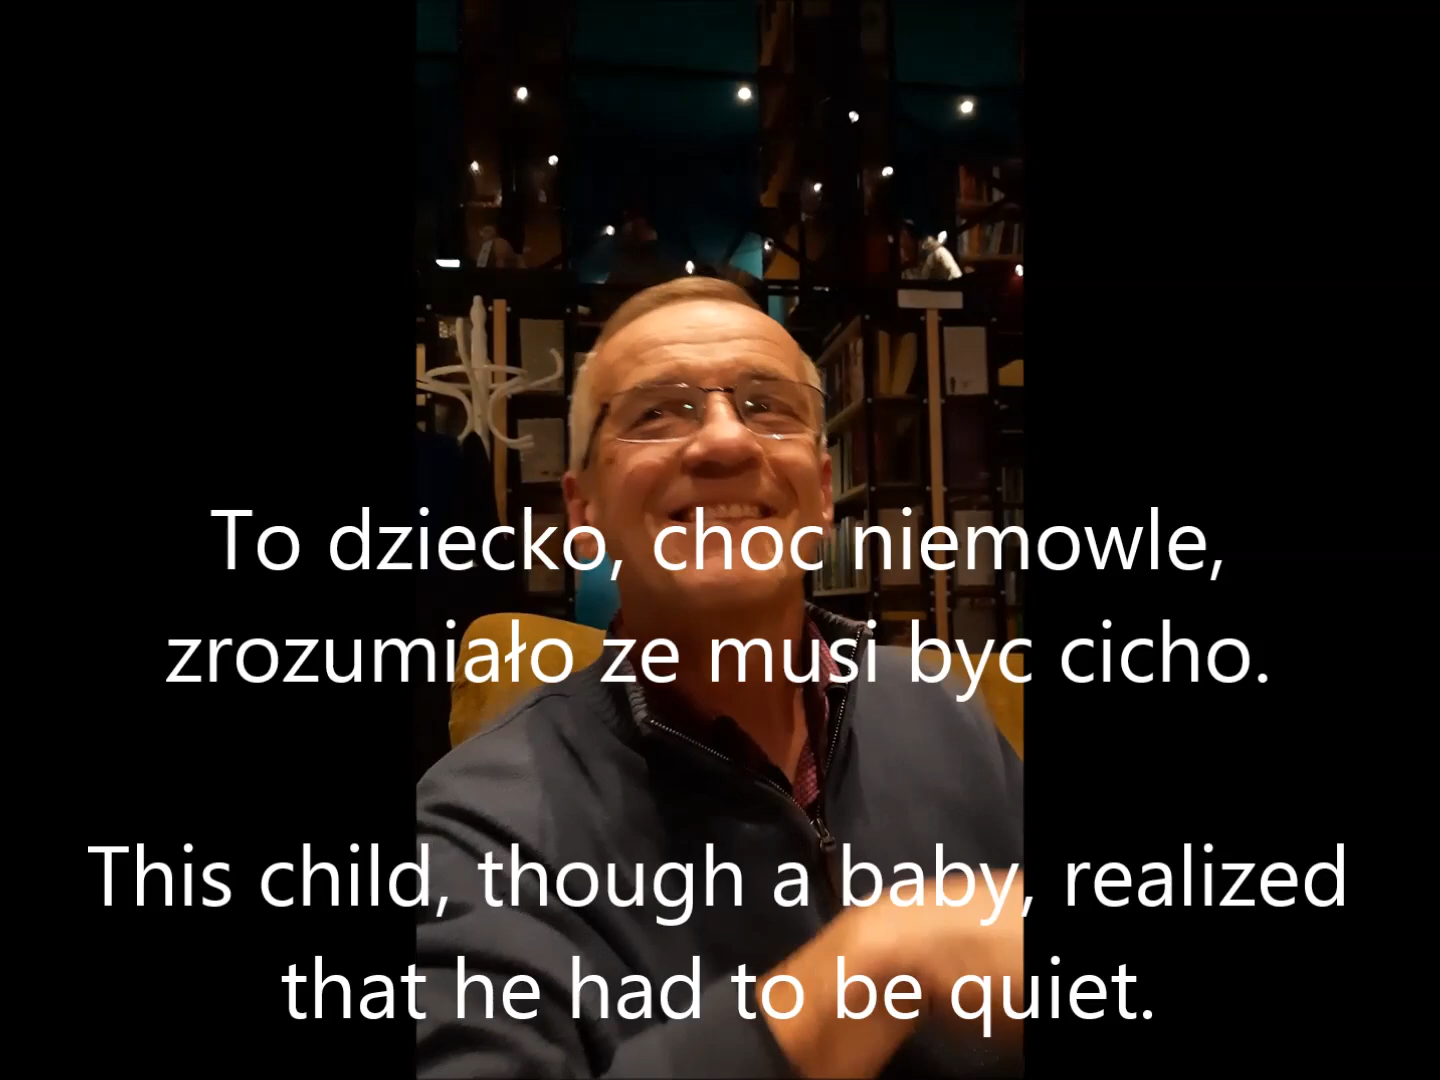 To dziecko, choc niemowle,
zrozumiało ze musi byc cicho.
This child, though a baby, realized
that he had to be quiet.